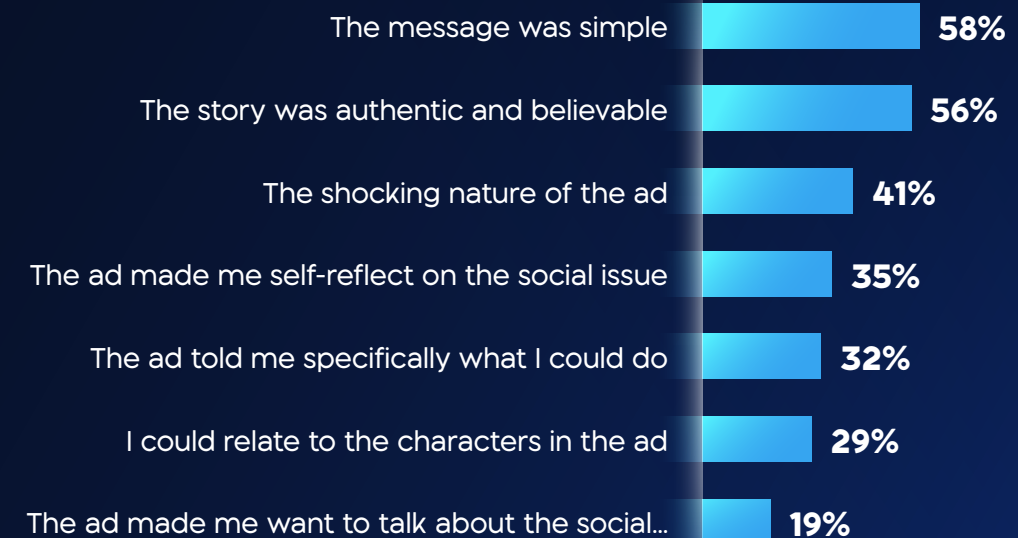 The message was simple 58%
The story was authentic and believable 56%
The shocking nature of the ad 41%
The ad made me self-reflect on the social issue 35%
The ad told me specifically what I could do 32%
I could relate to the characters in the ad 29%
The ad made me want to talk about the social... 19%